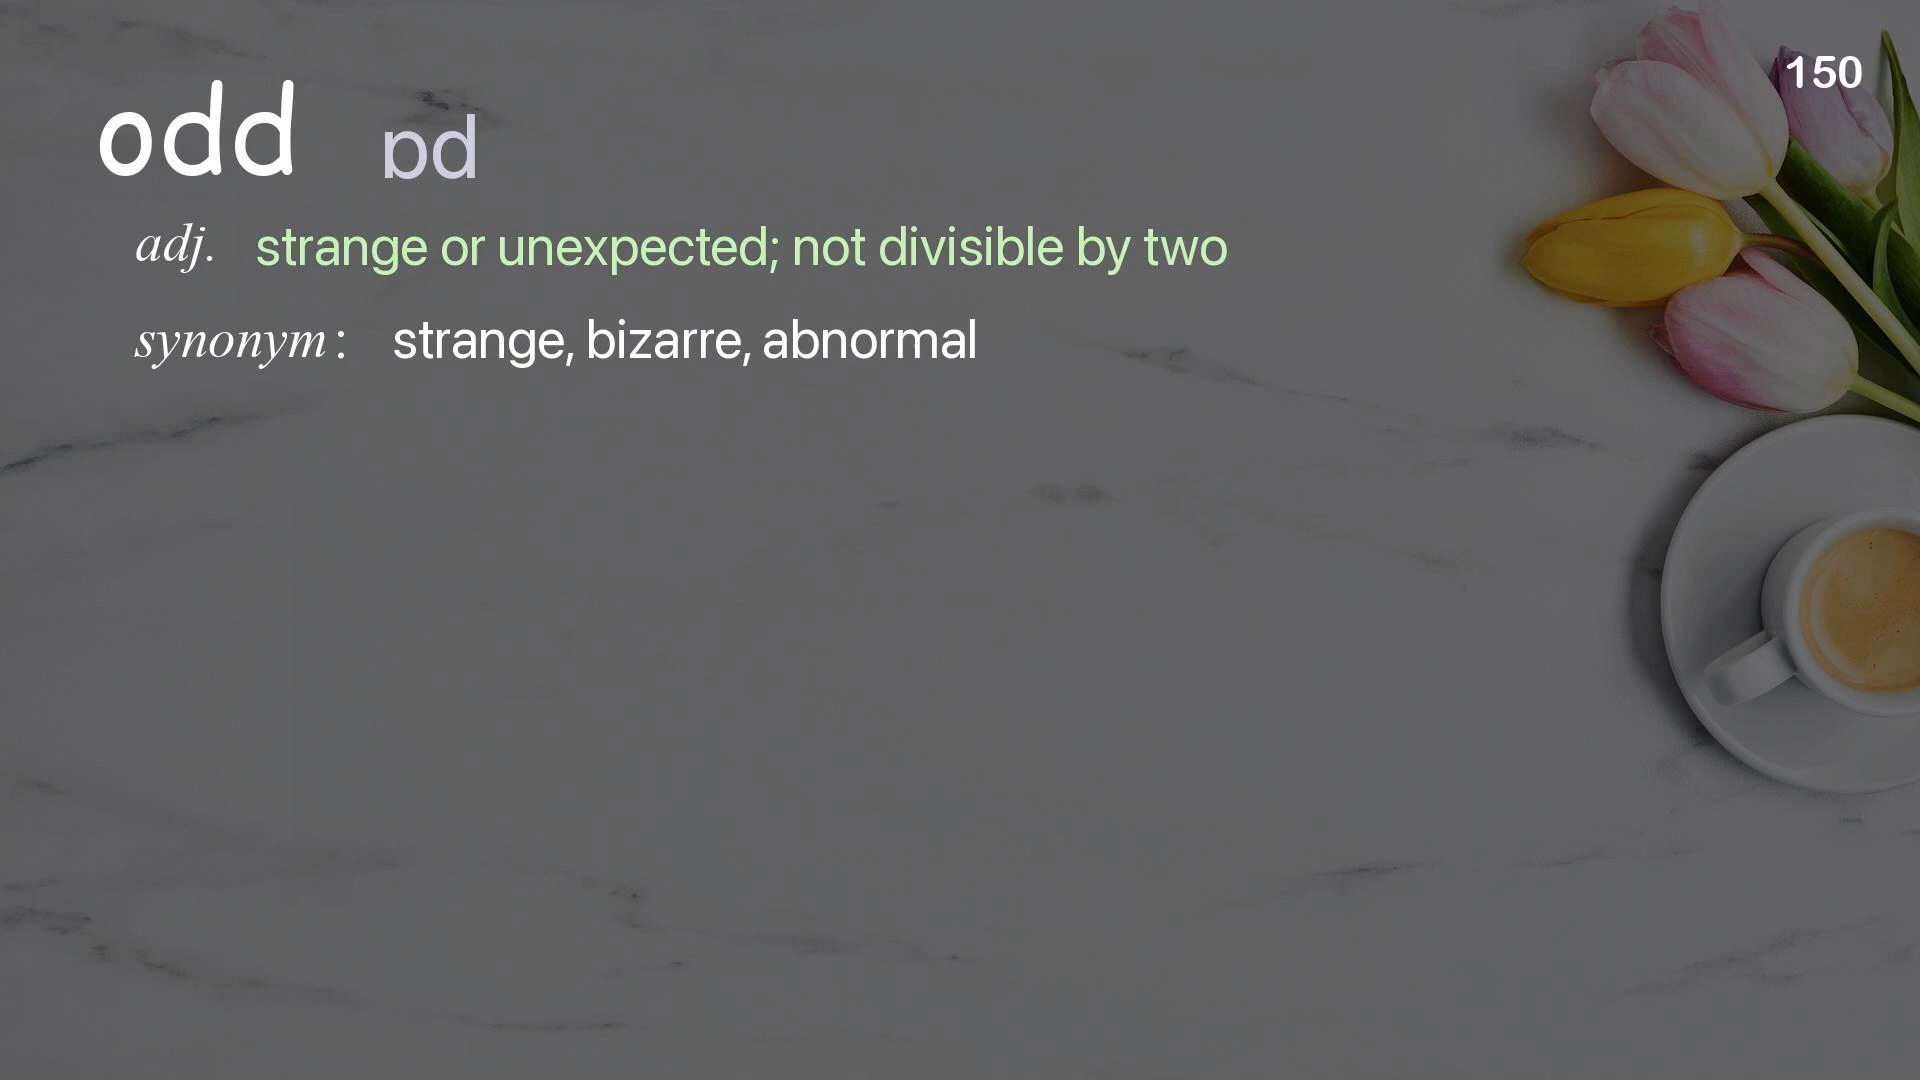 150
odd ɒd
adj. strange or unexpected; not divisible by two
synonym: strange, bizarre, abnormal